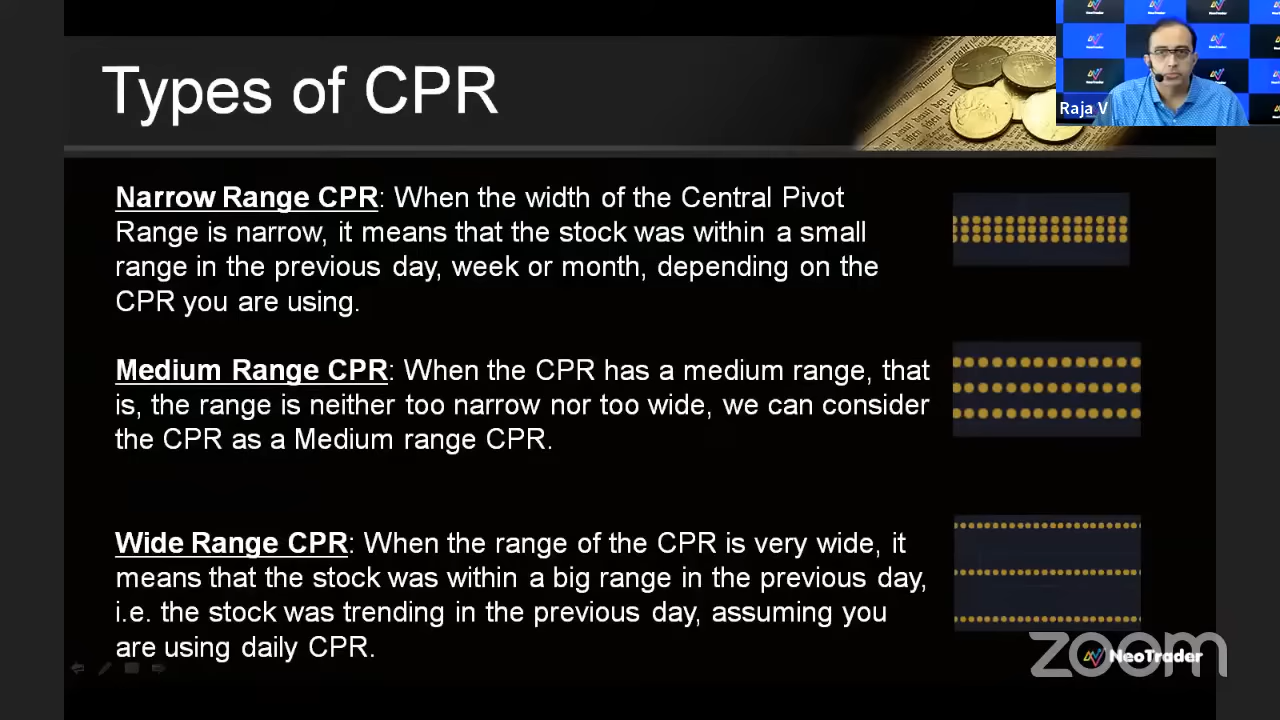 Types of CPR
Raja V
Narrow Range CPR: When the width of the Central Pivot
Range is narrow, it means that the stock was within a small
range in the previous day, week or month, depending on the
CPR you are using.
Medium Range CPR: When the CPR has a medium range, that
is, the range is neither too narrow nor too wide, we can consider
the CPR as a Medium range CPR.
Wide Range CPR: When the range of the CPR is very wide, it
means that the stock was within a big range in the previous day,
i.e. the stock was trending in the previous day, assuming you
are using daily CPR.
zoom
NeoTrader